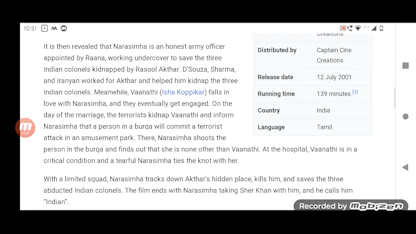 10:57
Creations
It is then revealed that Narasimha is an honest army officer
appointed by Raana, working undercover to save the three
Indian colonels kidnapped by Rasool Akthar. D'Souza, Sharma,
and Iranyan worked for Akthar and helped him kidnap the three
Indian colonels. Meanwhile, Vaanathi (Isha Koppikar) falls in
love with Narasimha, and they eventually get engaged. On the
day of the marriage, the terrorists kidnap Vaanathi and inform
Narasimha that a person in a burqa will commit a terrorist
attack in an amusement park. There, Narasimha shoots the
person in the burqa and finds out that she is none other than Vaanathi. At the hospital, Vaanathi is in a
critical condition and a tearful Narasimha ties the knot with her.
With a limited squad, Narasimha tracks down Akthar's hidden place, kills him, and saves the three
abducted Indian colonels. The film ends with Narasimha taking Sher Khan with him, and he calls him
"Indian".
Distributed by Captain Cine
Creations
Release date 12 July 2001
Running time 139 minutes [1]
Country India
Language Tamil
Recorded by Mobizen